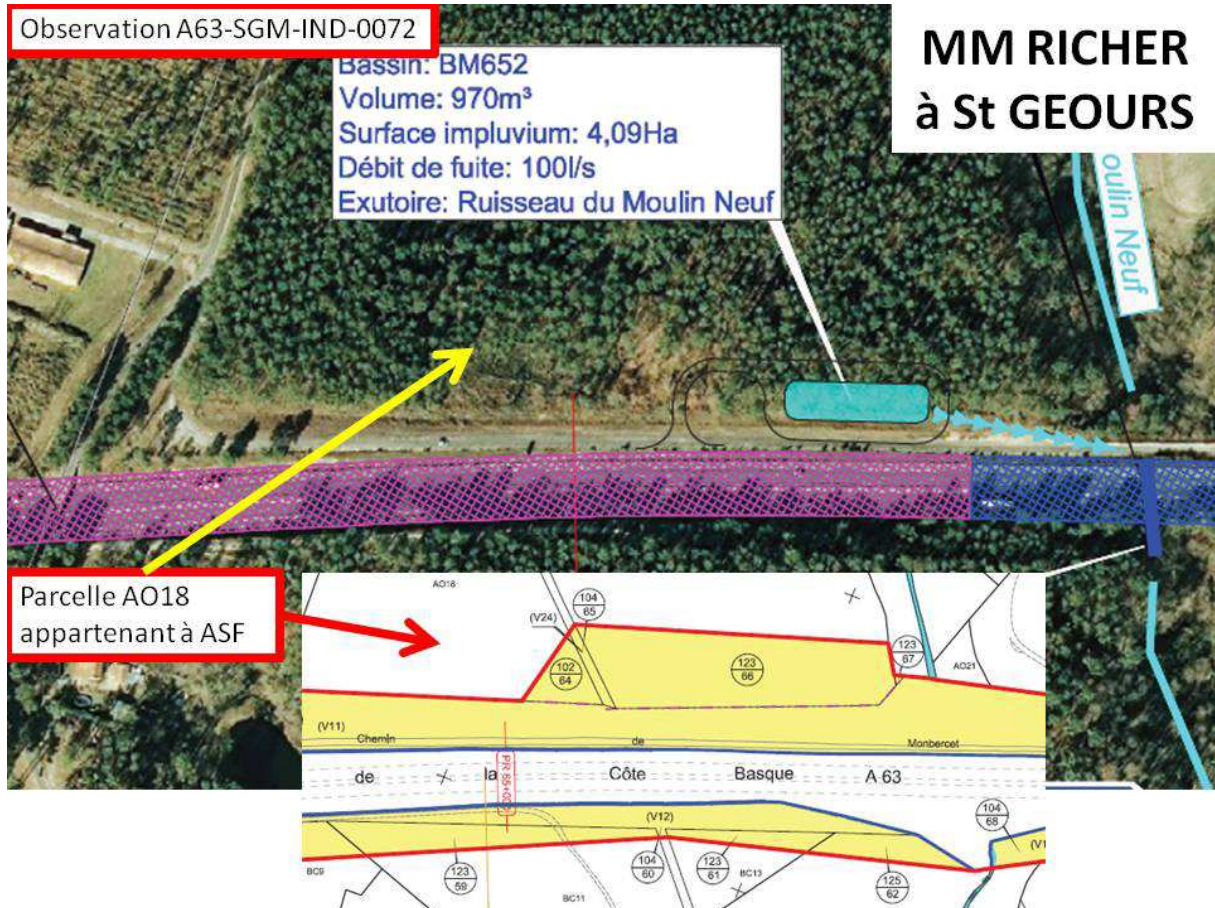 Observation A63-SGM-IND-0072
MM RICHER
à St GEOURS
Bassin: BM652
Volume: 970m³
Surface impluvium: 4,09Ha
Débit de fuite: 100l/s
Exutoire: Ruisseau du Moulin Neuf
oulin Neuf
Parcelle AO18
appartenant à ASF
AO18
(V24)
104
65
102
64
123
66
123
67
AO21
(V11)
Chemin de Monbercet
de la Côte Basque A 63
(V12)
104
68
(V1
123
59
104
60
123
61
125
62
BC9
BC11
BC13